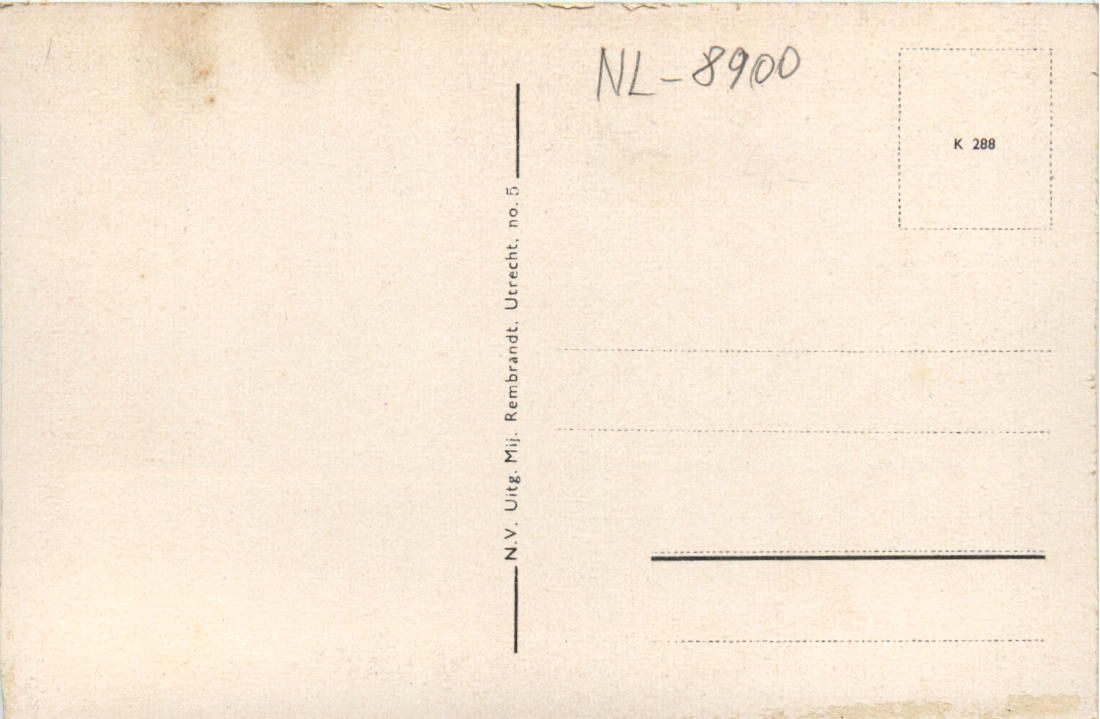 NL-8900
K 288
N.V. Uitg. Mij. Rembrandt, Utrecht, no. 5